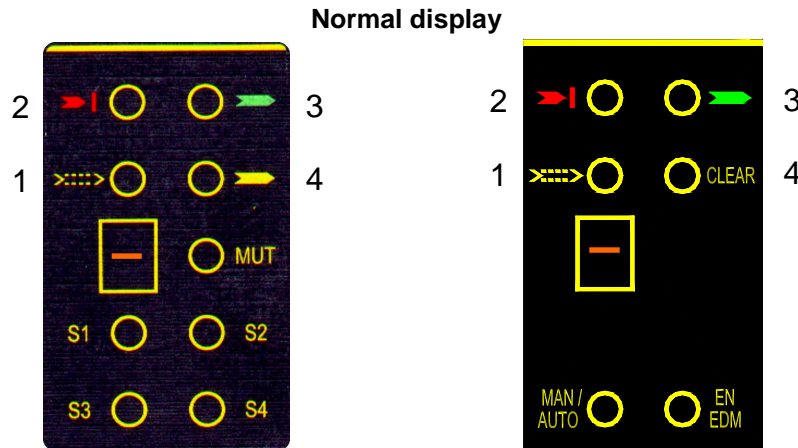 Normal display
2 3
1 4
MUT
S1 S2
S3 S4
2 3
1 CLEAR 4
MAN / EN
AUTO EDM